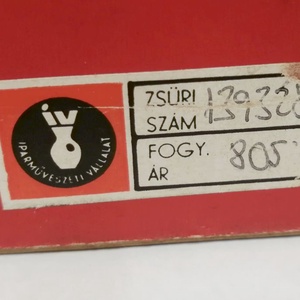 iv
IPARMŰVÉSZETI VÁLLALAT
ZSŰRI
SZÁM
FOGY. 805
ÁR